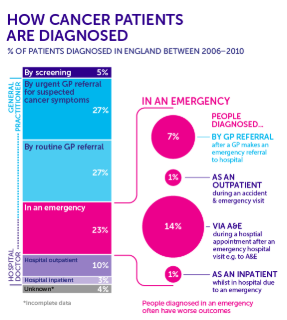 HOW CANCER PATIENTS
ARE DIAGNOSED
% OF PATIENTS DIAGNOSED IN ENGLAND BETWEEN 2006–2010
GENERAL
PRACTITIONER
HOSPITAL
DOCTOR
By screening 5%
By urgent GP referral
for suspected
cancer symptoms
27%
By routine GP referral
27%
In an emergency
23%
Hospital outpatient
10%
Hospital inpatient
Unknown* 4%
*Incomplete data
IN AN EMERGENCY
PEOPLE
DIAGNOSED...
7%
BY GP REFERRAL
after a GP makes an
emergency referral
to hospital
1%
AS AN
OUTPATIENT
during an accident
& emergency visit
14%
VIA A&E
during a hosptial
appointment after an
emergency hospital
visit e.g. to A&E
1%
AS AN INPATIENT
whilst in hospital due
to an emergency
People diagnosed in an emergency
often have worse outcomes